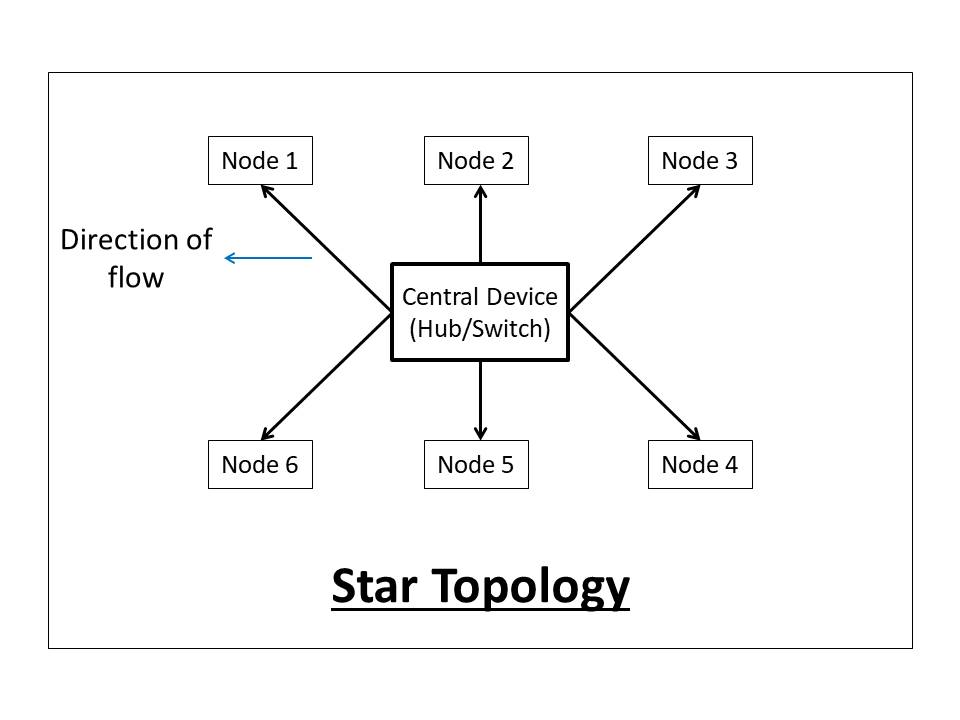 Node 1
Node 2
Node 3
Direction of
flow
Central Device
(Hub/Switch)
Node 6
Node 5
Node 4
Star Topology